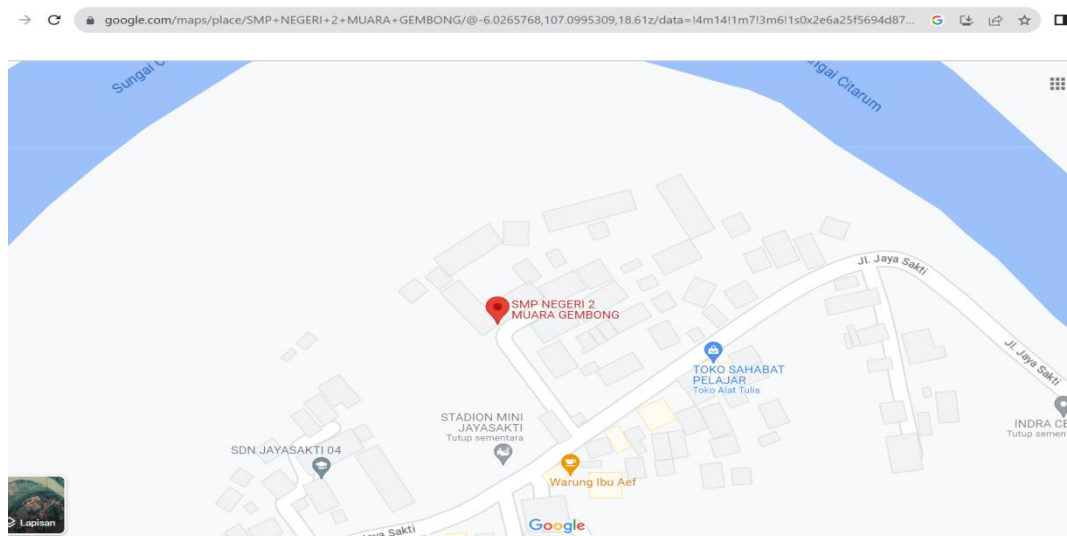 google.com/maps/place/SMP+NEGERI+2+MUARA+GEMBONG/@-6.0265768,107.0995309,18.61z/data=!4m14!1m7!3m6!1s0x2e6a25f5694d87...
Sungai
Sungai Citarum
Jl. Jaya Sakti
SMP NEGERI 2
MUARA GEMBONG
Jl. Jaya Sakti
TOKO SAHABAT
PELAJAR
Toko Alat Tulis
STADION MINI
JAYASAKTI
Tutup sementara
INDRA CE
Tutup semen
SDN JAYASAKTI 04
Warung Ibu Aef
Lapisan
Google
Sakti